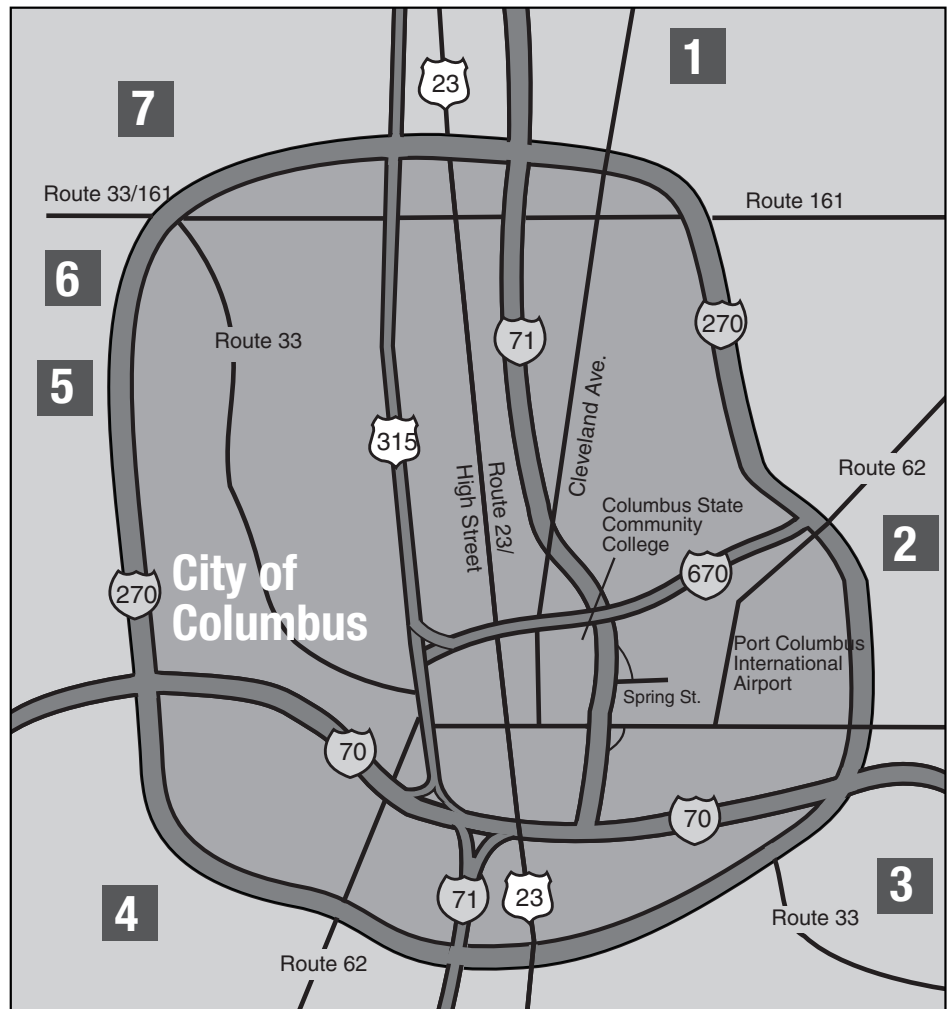 1
23
7
Route 33/161
Route 161
6
270
Route 33
71
5
Cleveland Ave.
315
Route 23/
High Street
Route 62
Columbus State
Community
College
2
City of
Columbus
670
270
Port Columbus
International
Airport
Spring St.
70
70
3
71
23
4
Route 33
Route 62